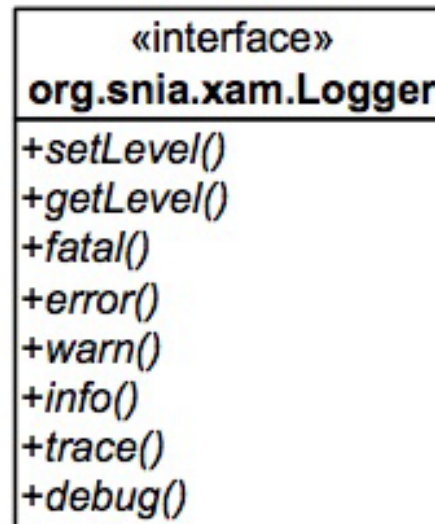 «interface»
org.snia.xam.Logger
+setLevel()
+getLevel()
+fatal()
+error()
+warn()
+info()
+trace()
+debug()